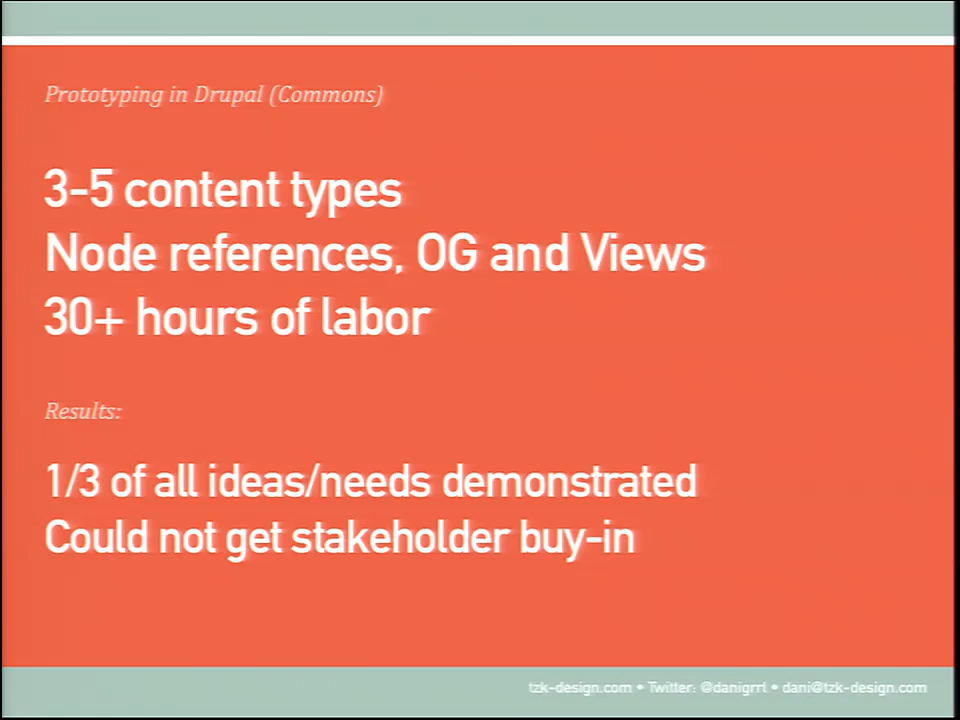 Prototyping in Drupal (Commons)
3-5 content types
Node references, OG and Views
30+ hours of labor
Results:
1/3 of all ideas/needs demonstrated
Could not get stakeholder buy-in
tzk-design.com • Twitter: @danigrrl • dani@tzk-design.com